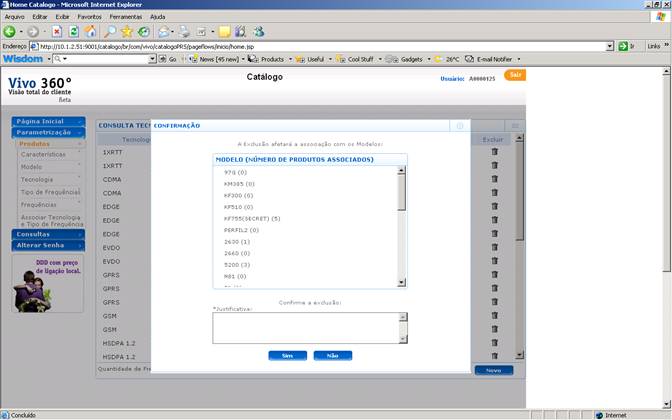 Home Catalogo - Microsoft Internet Explorer
Arquivo Editar Exibir Favoritos Ferramentas Ajuda
Endereço http://10.1.2.51:9001/catalogo/br/com/vivo/catalogoPRS/pageflows/inicio/home.jsp Ir Links
Wisdom Go News [45 new] Products Useful Cool Stuff Gadgets 26°C E-mail Notifier
Vivo 360°
Visão total do cliente
Beta
Catálogo
Usuário: A0000125
Sair
Página Inicial
Parametrização
Produtos
Características
Modelo
Tecnologia
Tipo de Frequências
Frequências
Associar Tecnologia e Tipo de Frequencia
Consultas
Alterar Senha
DDD com preço de ligação local.
CONSULTA TEC
Tecnolog
Excluir
1XRTT
1XRTT
CDMA
CDMA
EDGE
EDGE
EDGE
EVDO
EVDO
GPRS
GPRS
GPRS
GSM
GSM
HSDPA 1.2
HSDPA 1.2
Quantidade de Fre
Novo
CONFIRMAÇÃO
A Exclusão afetará a associação com os Modelos:
MODELO (NÚMERO DE PRODUTOS ASSOCIADOS)
97G (0)
KM385 (0)
KF300 (0)
KF510 (0)
KF755(SECRET) (5)
PERFIL2 (0)
2630 (1)
2660 (0)
5200 (3)
M81 (0)
Confirme a exclusão:
*Justificativa:
Sim Não
Concluído
Internet